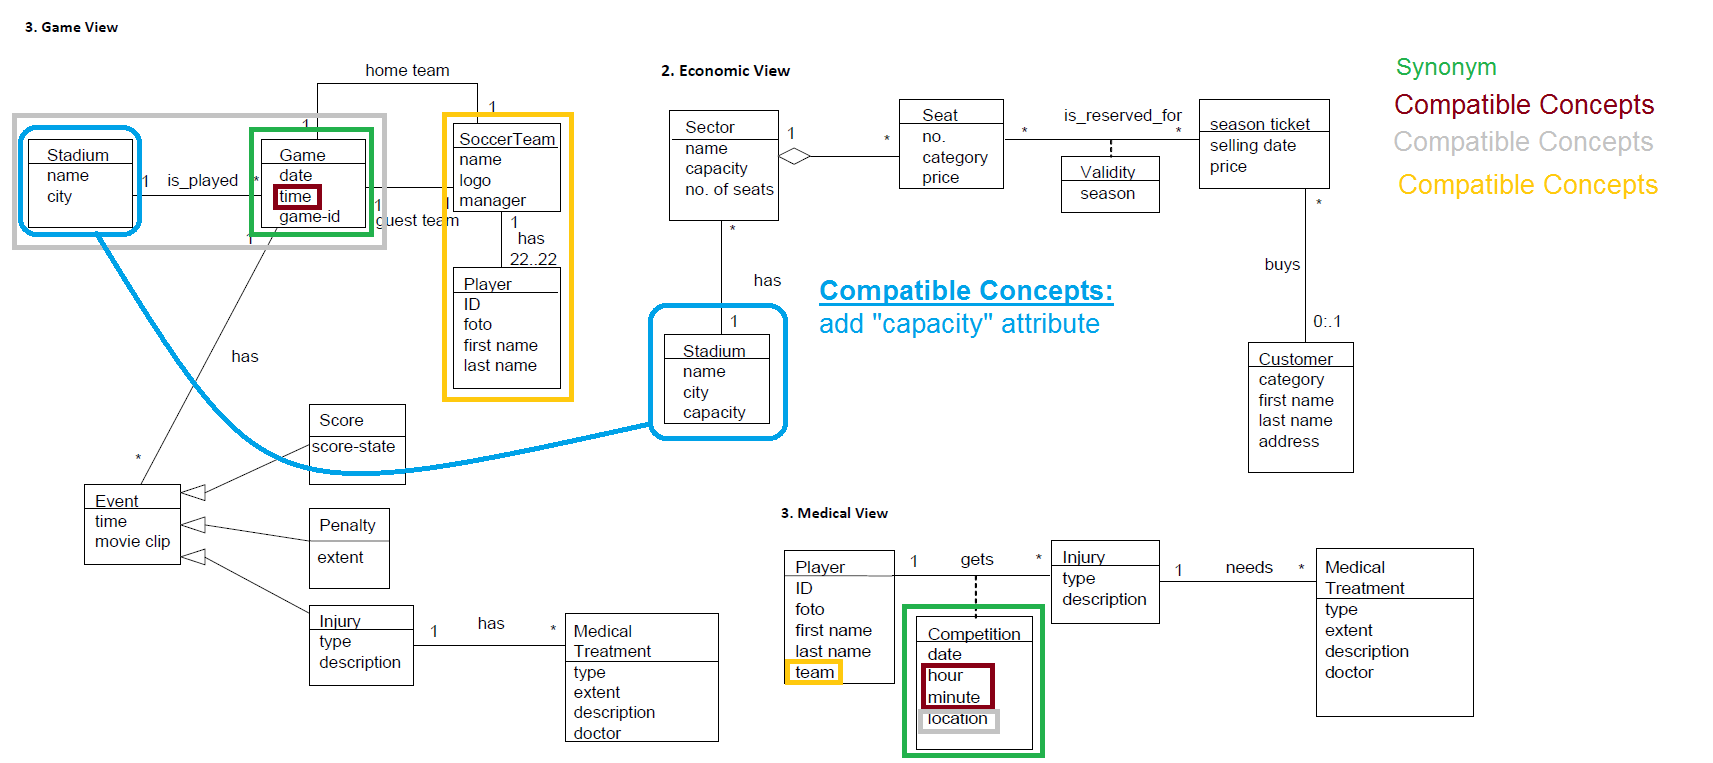 3. Game View
home team
1
1
Stadium
name
city
1
is_played
*
Game
date
time
game-id
1
1
guest team
1
SoccerTeam
name
logo
manager
1
has
22..22
Player
ID
foto
first name
last name
has
*
Event
time
movie clip
Score
score-state
Penalty
extent
Injury
type
description
1
has
*
Medical
Treatment
type
extent
description
doctor
2. Economic View
Sector
name
capacity
no. of seats
1
*
Seat
no.
category
price
*
is_reserved_for
*
Validity
season
season ticket
selling date
price
*
buys
0:.1
Customer
category
first name
last name
address
*
has
1
Stadium
name
city
capacity
Compatible Concepts:
add "capacity" attribute
Synonym
Compatible Concepts
Compatible Concepts
Compatible Concepts
3. Medical View
Player
ID
foto
first name
last name
team
1
gets
*
Competition
date
hour
minute
location
Injury
type
description
1
needs
*
Medical
Treatment
type
extent
description
doctor